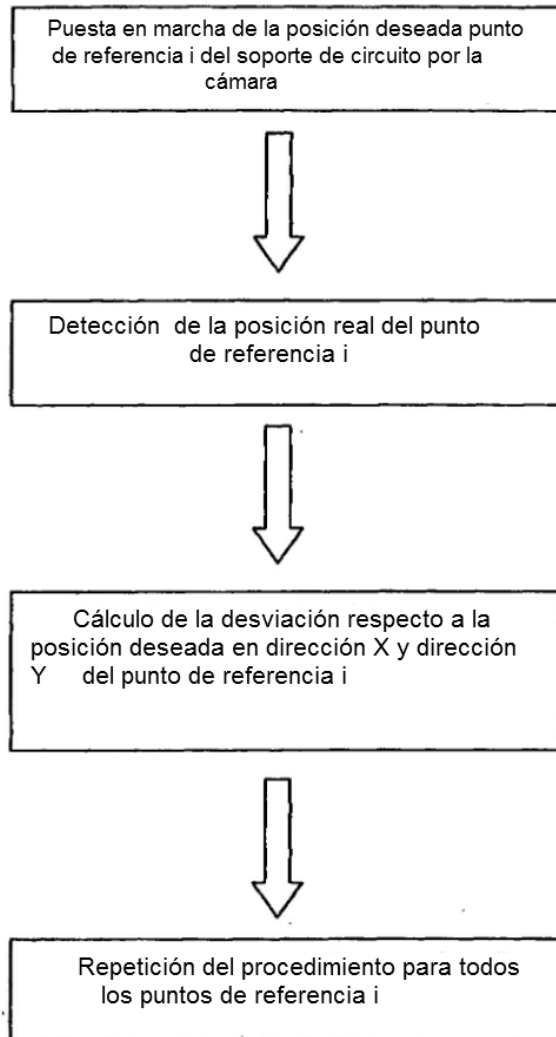 Puesta en marcha de la posición deseada punto
de referencia i del soporte de circuito por la
cámara
Detección de la posición real del punto
de referencia i
Cálculo de la desviación respecto a la
posición deseada en dirección X y dirección
Y del punto de referencia i
Repetición del procedimiento para todos
los puntos de referencia i